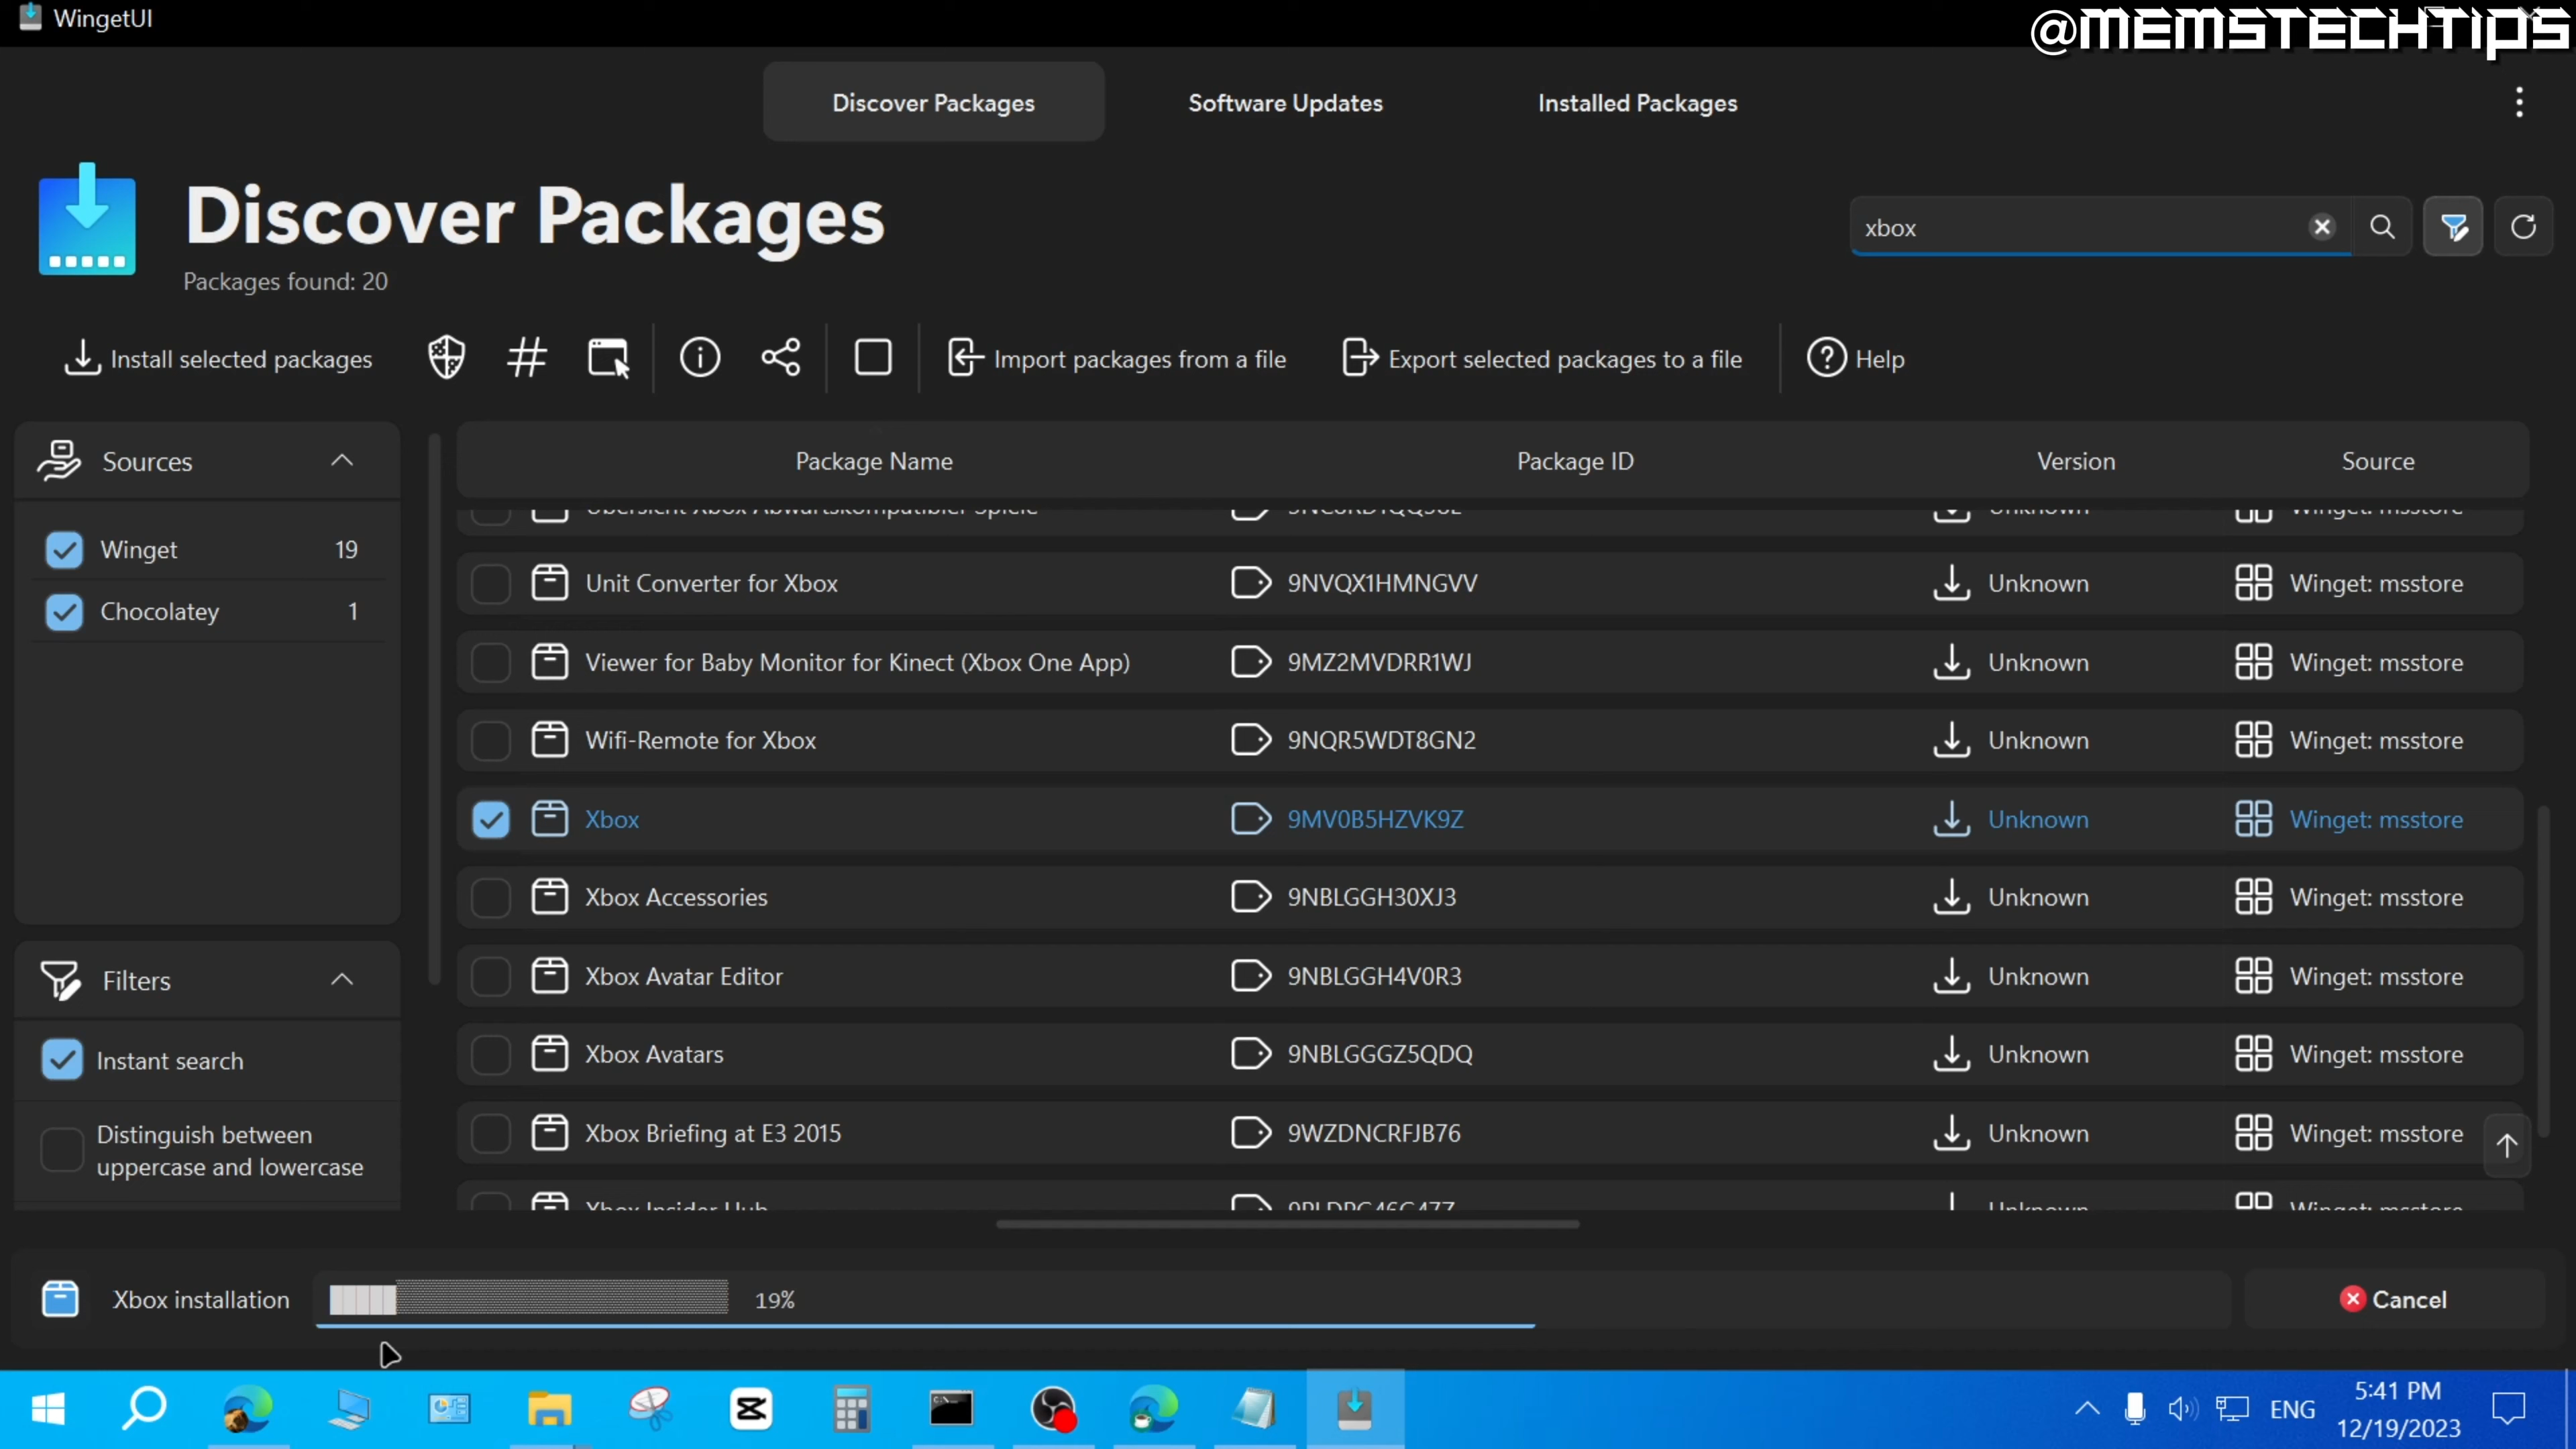 WingetUI
@MEMSTECHTIPS
Discover Packages
Software Updates
Installed Packages
Discover Packages
Packages found: 20
xbox
Install selected packages
Import packages from a file
Export selected packages to a file
Help
Sources
Winget 19
Chocolatey 1
Filters
Instant search
Distinguish between
uppercase and lowercase
Package Name Package ID Version Source
Unit Converter for Xbox 9NVQX1HMNGVV Unknown Winget: msstore
Viewer for Baby Monitor for Kinect (Xbox One App) 9MZ2MVDRR1WJ Unknown Winget: msstore
Wifi-Remote for Xbox 9NQR5WDT8GN2 Unknown Winget: msstore
Xbox 9MV0B5HZVK9Z Unknown Winget: msstore
Xbox Accessories 9NBLGGH30XJ3 Unknown Winget: msstore
Xbox Avatar Editor 9NBLGGH4V0R3 Unknown Winget: msstore
Xbox Avatars 9NBLGGGZ5QDQ Unknown Winget: msstore
Xbox Briefing at E3 2015 9WZDNCRFJB76 Unknown Winget: msstore
Xbox Insider Hub
Xbox installation 19% Cancel
ENG
5:41 PM
12/19/2023